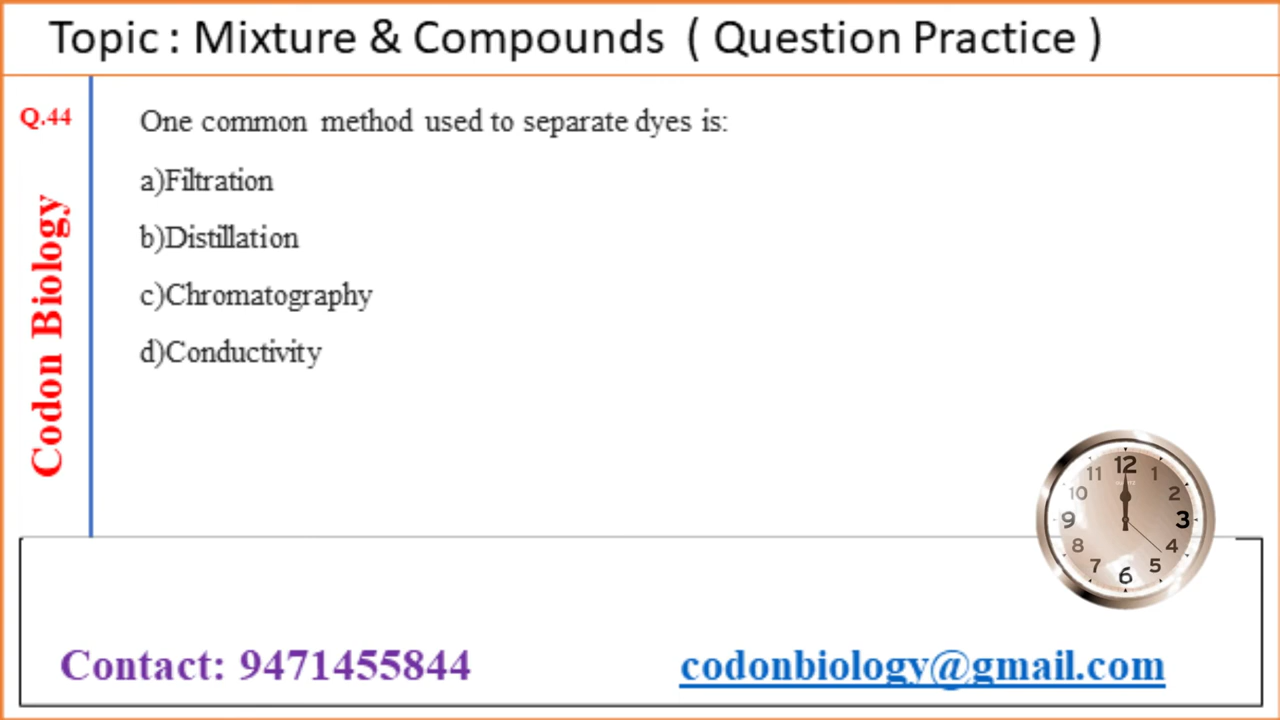 Topic : Mixture & Compounds ( Question Practice )
Q.44
Codon Biology
One common method used to separate dyes is:
a)Filtration
b)Distillation
c)Chromatography
d)Conductivity
11 12 1
10 2
9 3
8 4
7 6 5
Contact: 9471455844
codonbiology@gmail.com